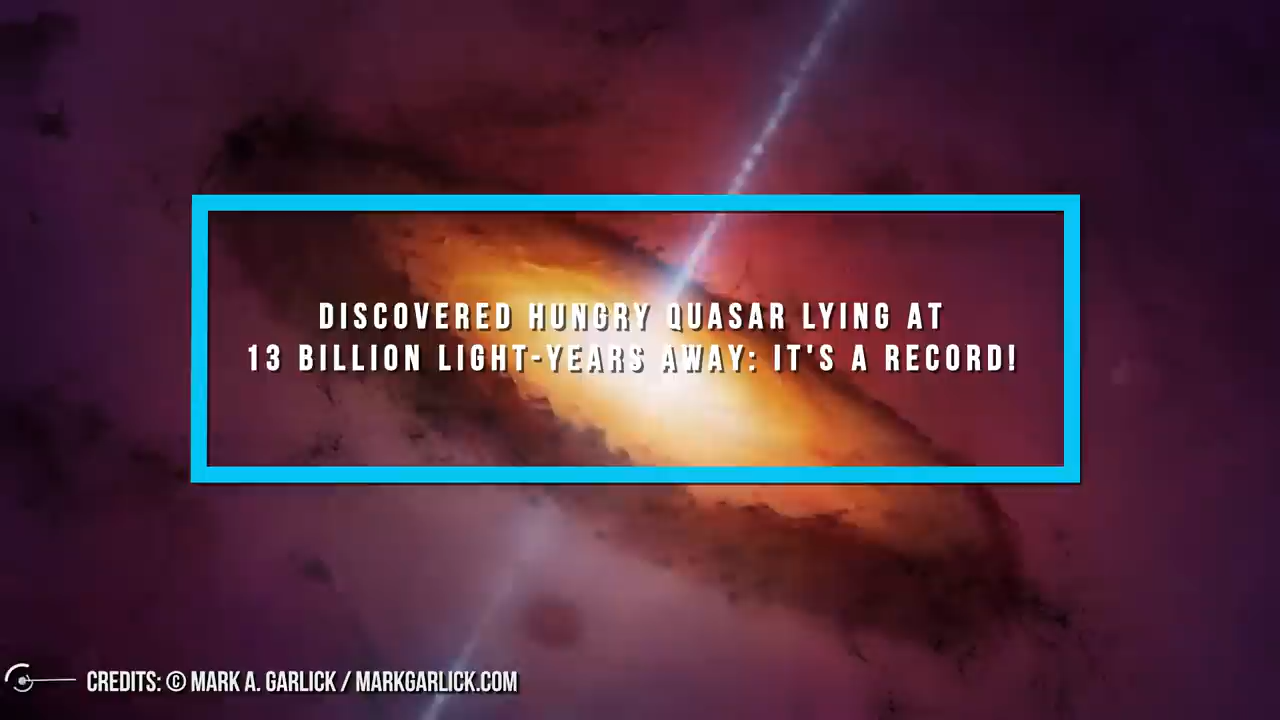 DISCOVERED HUNGRY QUASAR LYING AT
13 BILLION LIGHT-YEARS AWAY: IT'S A RECORD!
CREDITS: © MARK A. GARLICK / MARKGARLICK.COM